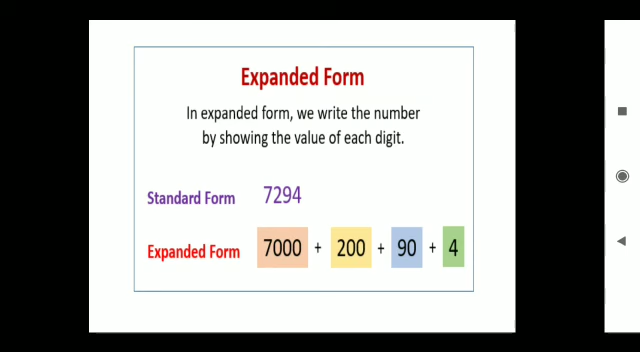 Expanded Form
In expanded form, we write the number
by showing the value of each digit.
Standard Form 7294
Expanded Form 7000 + 200 + 90 + 4